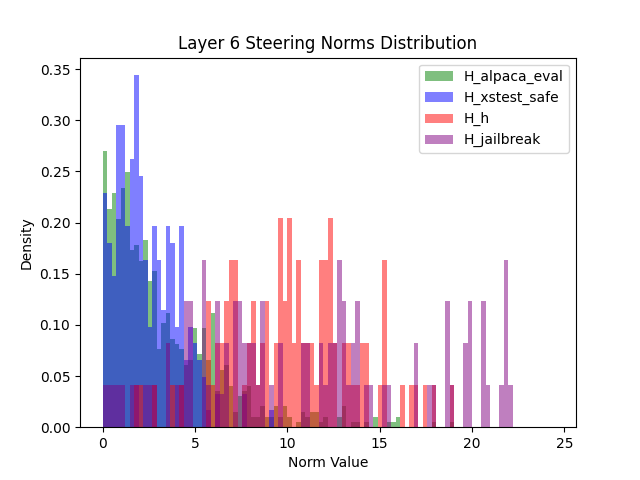 Layer 6 Steering Norms Distribution
0.35
0.30
0.25
0.20
0.15
0.10
0.05
0.00
Density
H_alpaca_eval
H_xstest_safe
H_h
H_jailbreak
0 5 10 15 20 25
Norm Value